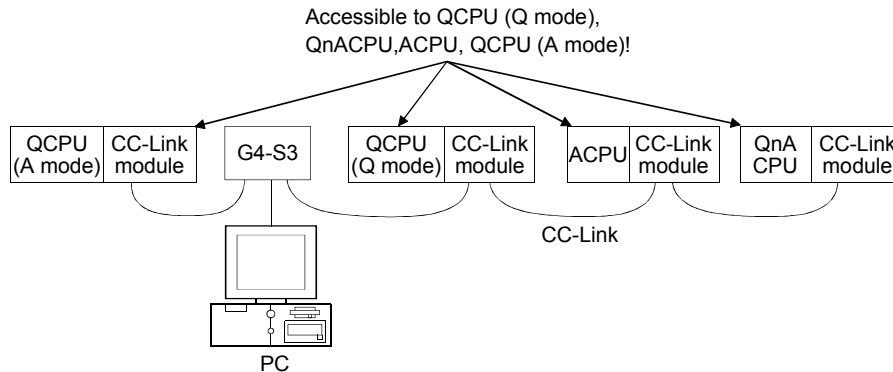 Accessible to QCPU (Q mode),
QnACPU,ACPU, QCPU (A mode)!
QCPU
(A mode)
CC-Link
module
G4-S3
QCPU
(Q mode)
CC-Link
module
ACPU
CC-Link
module
QnA
CPU
CC-Link
module
CC-Link
PC